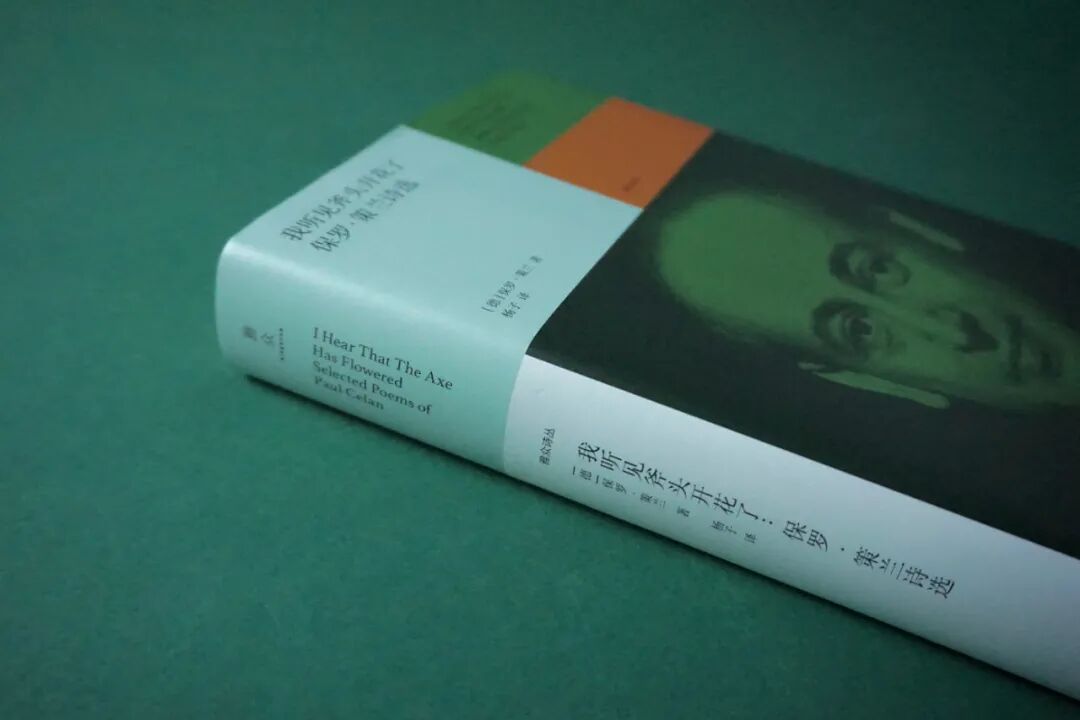 我听见斧头开花了
保罗·策兰诗选
[德]保罗·策兰 著
杨子 译
雅众
I Hear That The Axe
Has Flowered
Selected Poems of
Paul Celan
雅众诗丛
我听见斧头开花了：保罗·策兰诗选
[德]保罗·策兰 著 杨子 译